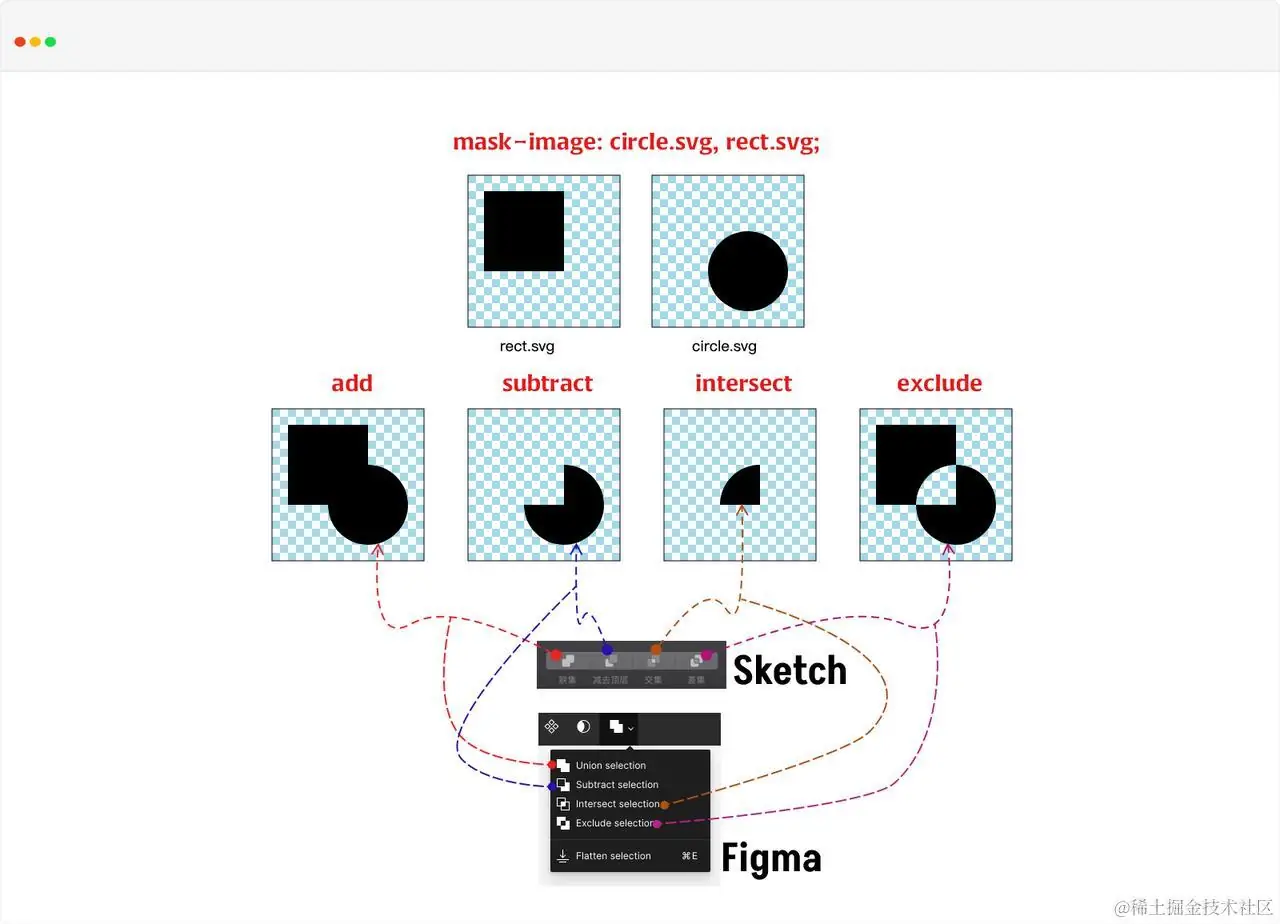 mask-image: circle.svg, rect.svg;
rect.svg
circle.svg
add
subtract
intersect
exclude
联集
减去顶层
交集
差集
Sketch
Union selection
Subtract selection
Intersect selection
Exclude selection
Flatten selection
⌘E
Figma
@稀土掘金技术社区